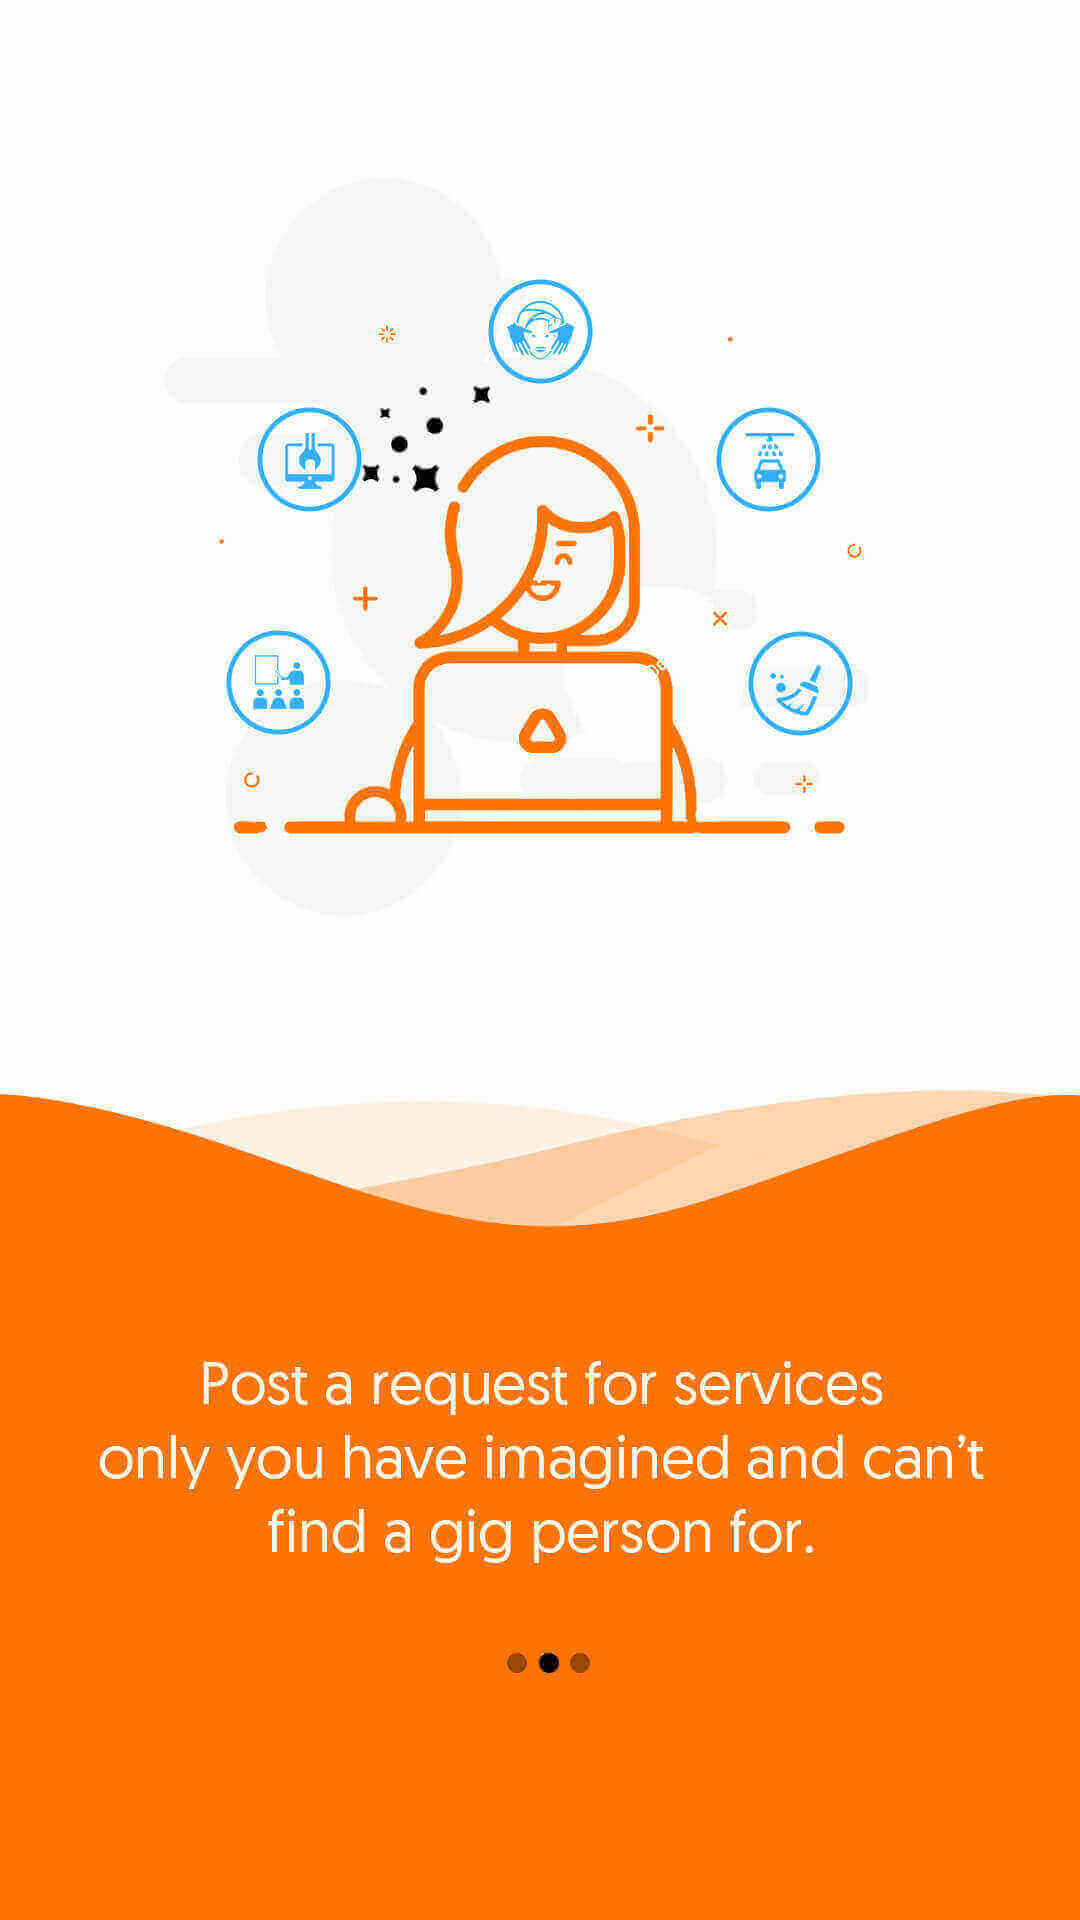 Post a request for services
only you have imagined and can’t
find a gig person for.